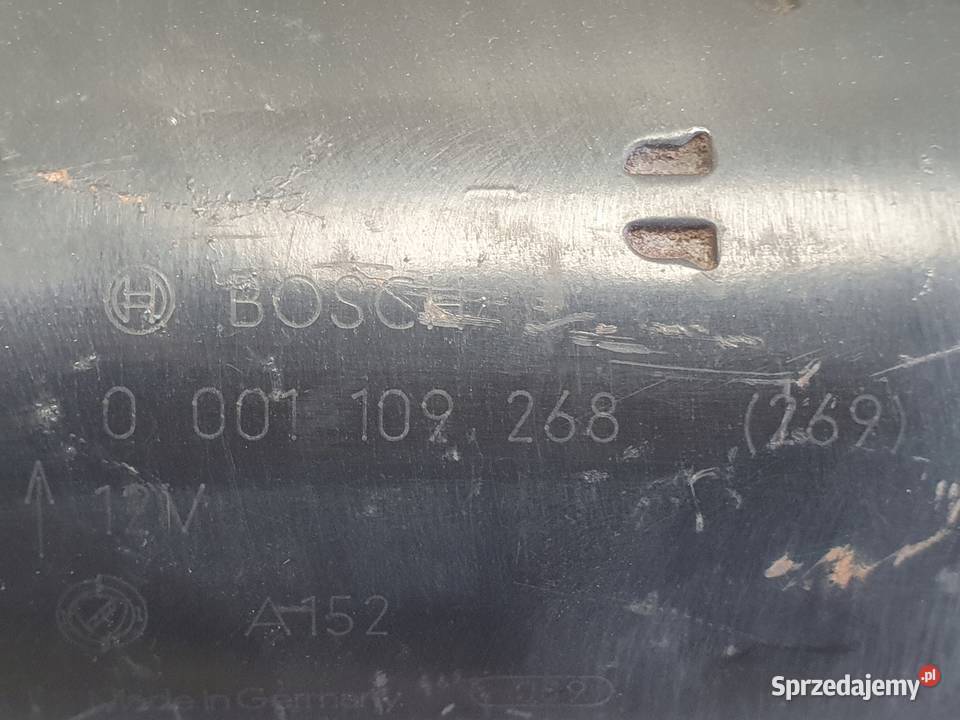 BOSCH
0 001 109 268 (269)
12V
A152
Made in Germany
Sprzedajemy.pl